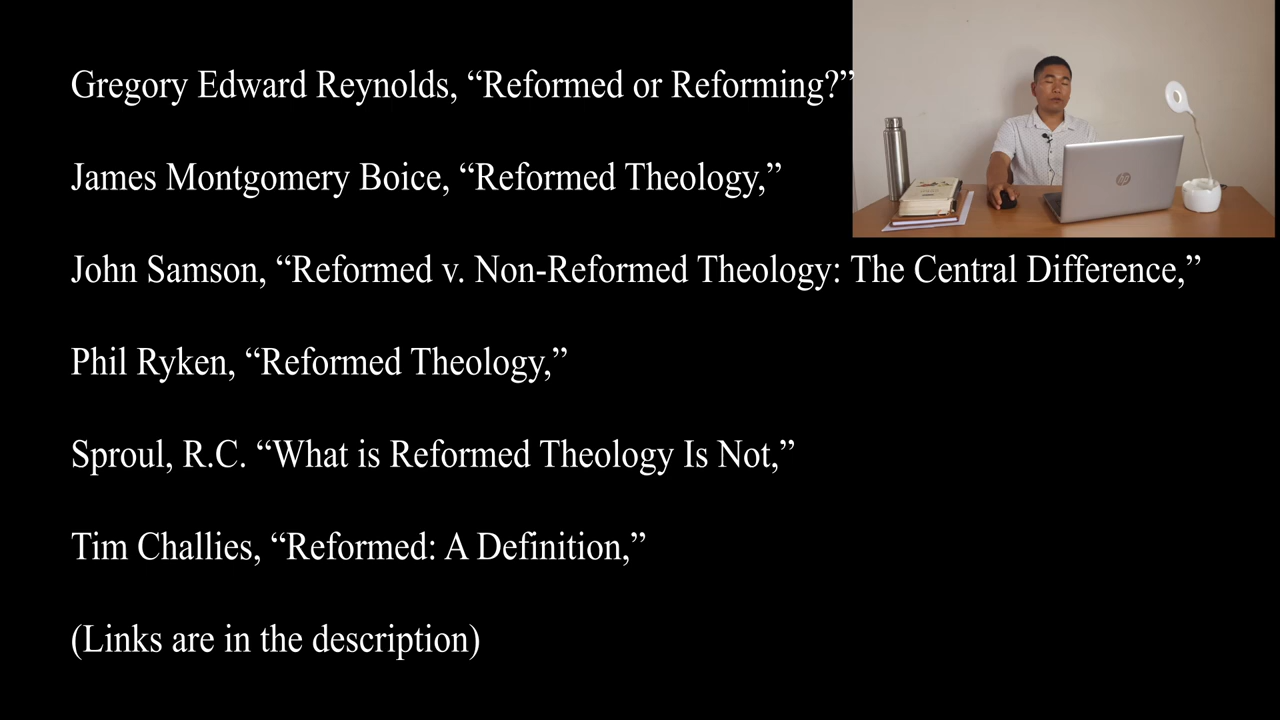 Gregory Edward Reynolds, “Reformed or Reforming?”
James Montgomery Boice, “Reformed Theology,”
John Samson, “Reformed v. Non-Reformed Theology: The Central Difference,”
Phil Ryken, “Reformed Theology,”
Sproul, R.C. “What is Reformed Theology Is Not,”
Tim Challies, “Reformed: A Definition,”
(Links are in the description)
hp